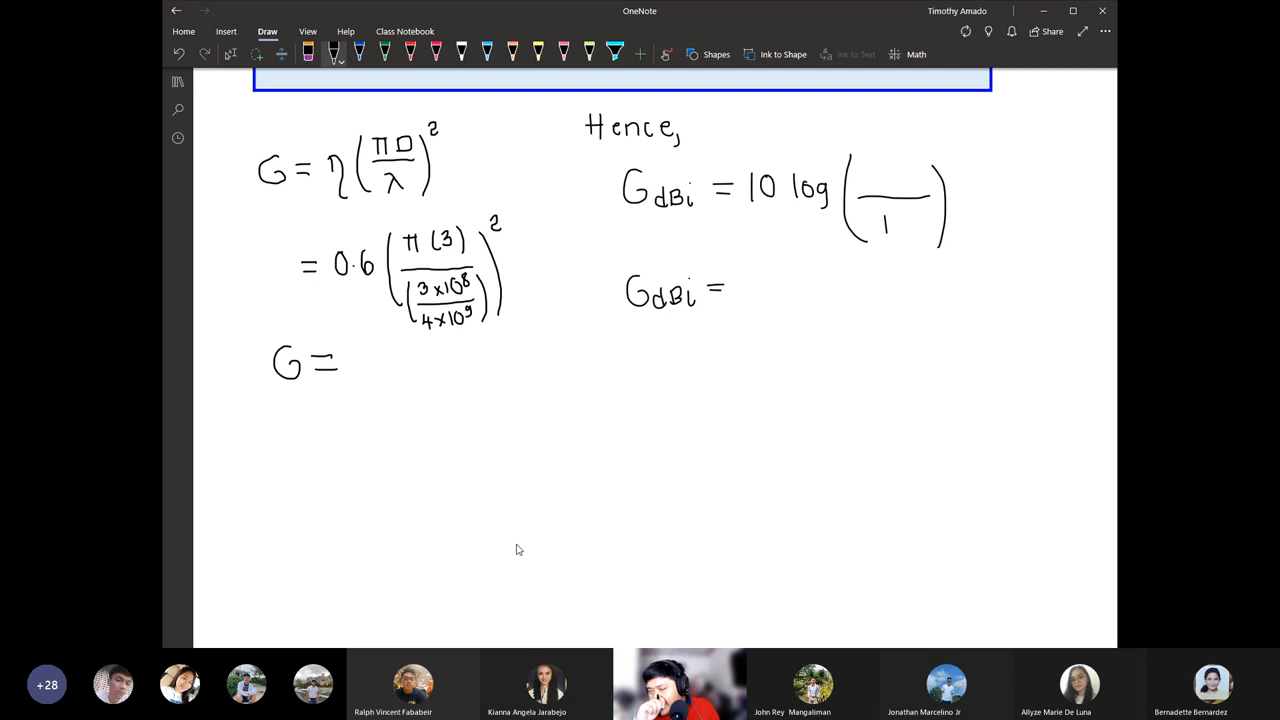 OneNote
Timothy Amado
Home Insert Draw View Help Class Notebook
Share
Shapes Ink to Shape Ink to Text Math
G = η (πD/λ)²
= 0.6 (π(3)/(3×10⁸/4×10⁹))²
G =
Hence,
GdBi = 10 log (—/1)
GdBi =
+28
Ralph Vincent Fababeir
Kianna Angela Jarabejo
John Rey Mangaliman
Jonathan Marcelino Jr
Allyze Marie De Luna
Bernadette Bernardez